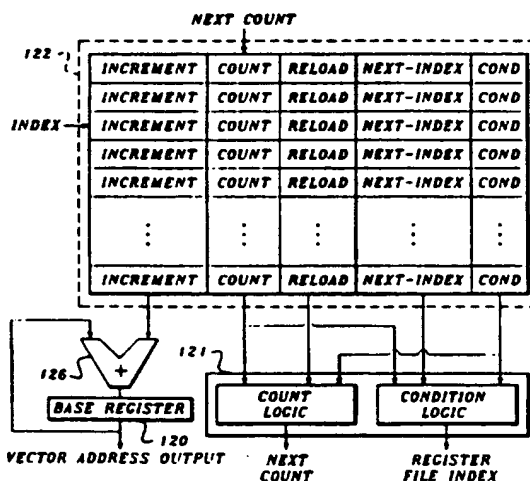 NEXT COUNT
122
INCREMENT COUNT RELOAD NEXT-INDEX COND
INCREMENT COUNT RELOAD NEXT-INDEX COND
INDEX INCREMENT COUNT RELOAD NEXT-INDEX COND
INCREMENT COUNT RELOAD NEXT-INDEX COND
INCREMENT COUNT RELOAD NEXT-INDEX COND
INCREMENT COUNT RELOAD NEXT-INDEX COND
121
+
126
COUNT LOGIC
CONDITION LOGIC
BASE REGISTER
120
VECTOR ADDRESS OUTPUT
NEXT COUNT
REGISTER FILE INDEX